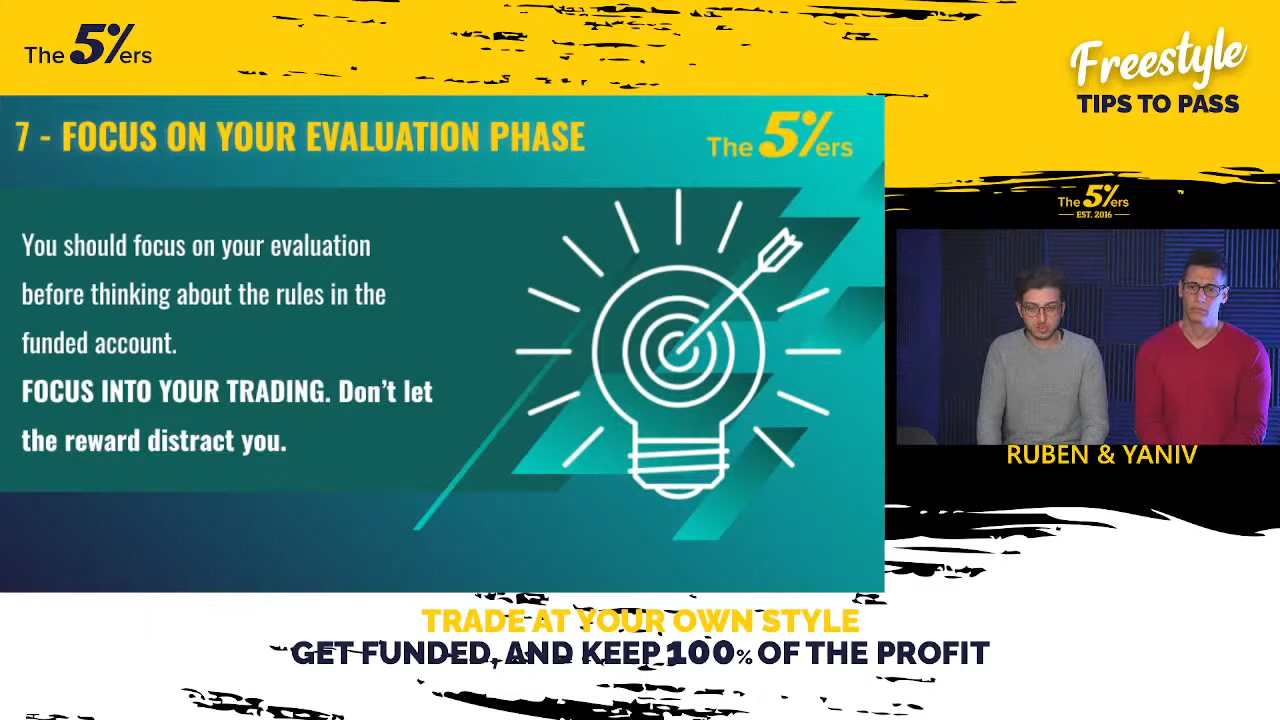 The 5%ers
Freestyle
TIPS TO PASS
7 - FOCUS ON YOUR EVALUATION PHASE
The 5%ers
You should focus on your evaluation
before thinking about the rules in the
funded account.
FOCUS INTO YOUR TRADING. Don't let
the reward distract you.
The 5%ers
EST. 2016
RUBEN & YANIV
TRADE AT YOUR OWN STYLE
GET FUNDED, AND KEEP 100% OF THE PROFIT